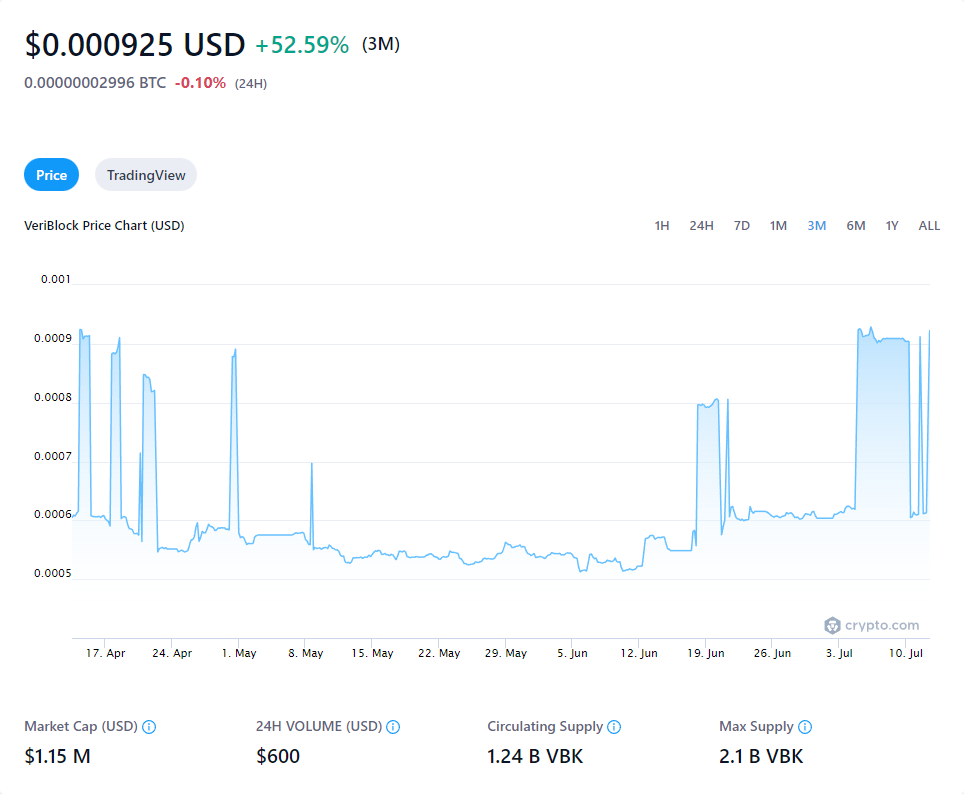 $0.000925 USD +52.59% (3M)
0.00000002996 BTC -0.10% (24H)
Price TradingView
VeriBlock Price Chart (USD) 1H 24H 7D 1M 3M 6M 1Y ALL
0.001
0.0009
0.0008
0.0007
0.0006
0.0005
crypto.com
17. Apr 24. Apr 1. May 8. May 15. May 22. May 29. May 5. Jun 12. Jun 19. Jun 26. Jun 3. Jul 10. Jul
Market Cap (USD) 24H VOLUME (USD) Circulating Supply Max Supply
$1.15 M $600 1.24 B VBK 2.1 B VBK